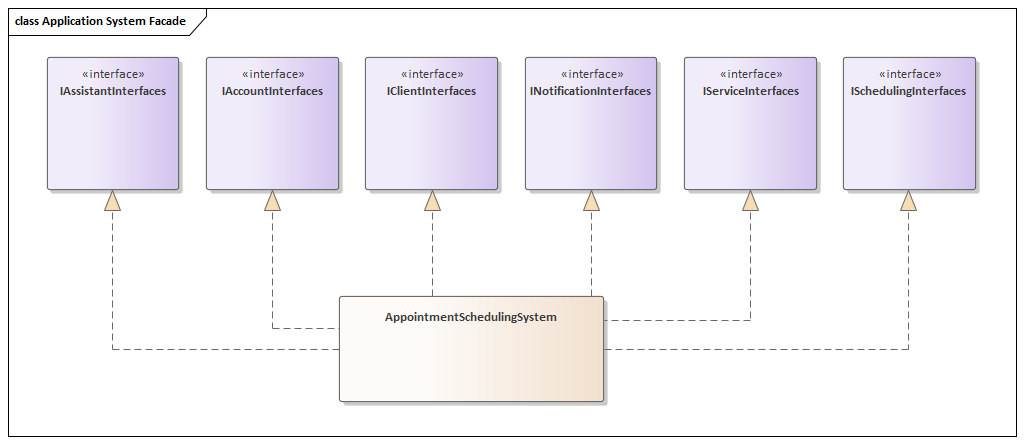 class Application System Facade
«interface»
IAssistantInterfaces
«interface»
IAccountInterfaces
«interface»
IClientInterfaces
«interface»
INotificationInterfaces
«interface»
IServiceInterfaces
«interface»
ISchedulingInterfaces
AppointmentSchedulingSystem